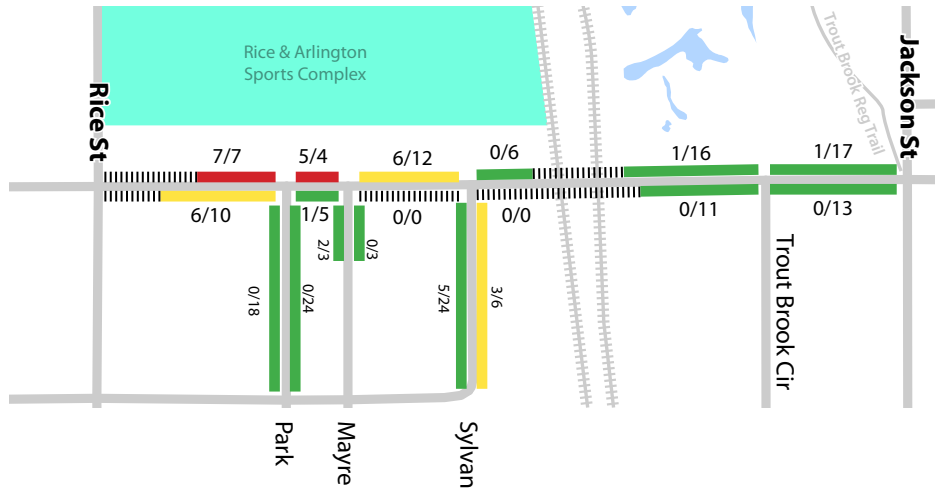 Rice & Arlington
Sports Complex
Rice St
Jackson St
Trout Brook Reg Trail
7/7
5/4
6/12
0/6
1/16
1/17
6/10
1/5
0/0
0/0
0/11
0/13
2/3
0/3
0/18
0/24
5/24
3/6
Trout Brook Cir
Park
Mayre
Sylvan